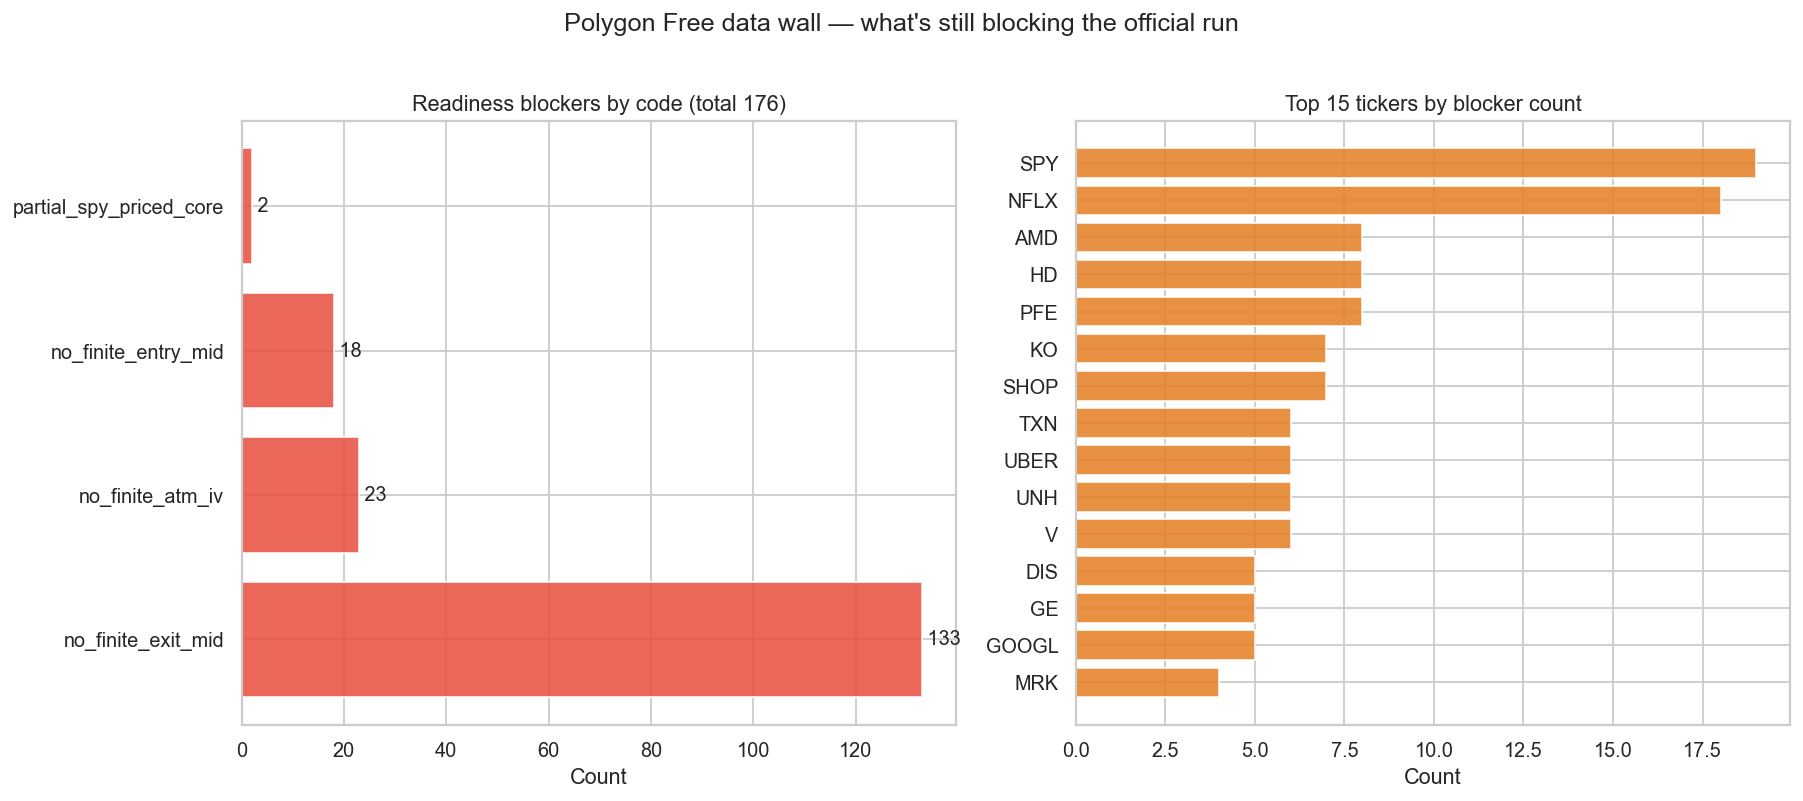 Polygon Free data wall — what's still blocking the official run
Readiness blockers by code (total 176)
partial_spy_priced_core
2
no_finite_entry_mid
18
no_finite_atm_iv
23
no_finite_exit_mid
133
0 20 40 60 80 100 120
Count
Top 15 tickers by blocker count
SPY
NFLX
AMD
HD
PFE
KO
SHOP
TXN
UBER
UNH
V
DIS
GE
GOOGL
MRK
0.0 2.5 5.0 7.5 10.0 12.5 15.0 17.5
Count